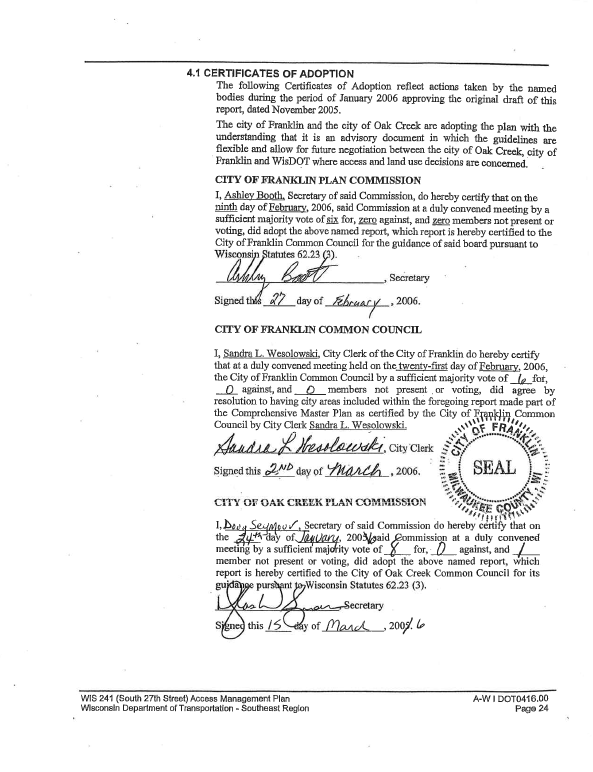 4.1 CERTIFICATES OF ADOPTION
The following Certificates of Adoption reflect actions taken by the named
bodies during the period of January 2006 approving the original draft of this
report, dated November 2005.
The city of Franklin and the city of Oak Creek are adopting the plan with the
understanding that it is an advisory document in which the guidelines are
flexible and allow for future negotiation between the city of Oak Creek, city of
Franklin and WisDOT where access and land use decisions are concerned.
CITY OF FRANKLIN PLAN COMMISSION
I, Ashley Booth, Secretary of said Commission, do hereby certify that on the
ninth day of February, 2006, said Commission at a duly convened meeting by a
sufficient majority vote of six for, zero against, and zero members not present or
voting, did adopt the above named report, which report is hereby certified to the
City of Franklin Common Council for the guidance of said board pursuant to
Wisconsin Statutes 62.23 (3).
Ashley Booth, Secretary
Signed this 27 day of February, 2006.
CITY OF FRANKLIN COMMON COUNCIL
I, Sandra L. Wesolowski, City Clerk of the City of Franklin do hereby certify
that at a duly convened meeting held on the twenty-first day of February, 2006,
the City of Franklin Common Council by a sufficient majority vote of 6 for,
0 against, and 0 members not present or voting, did agree by
resolution to having city areas included within the foregoing report made part of
the Comprehensive Master Plan as certified by the City of Franklin Common
Council by City Clerk Sandra L. Wesolowski.
Sandra L Wesolowski, City Clerk
Signed this 2ND day of March, 2006.
CITY OF FRANKLIN
SEAL
MILWAUKEE COUNTY, WI
CITY OF OAK CREEK PLAN COMMISSION
I, Doug Seymour, Secretary of said Commission do hereby certify that on
the 24th day of January, 2005/6 said Commission at a duly convened
meeting by a sufficient majority vote of 8 for, 0 against, and 1
member not present or voting, did adopt the above named report, which
report is hereby certified to the City of Oak Creek Common Council for its
guidance pursuant to Wisconsin Statutes 62.23 (3).
Secretary
Signed this 15 day of March, 2005 6
WIS 241 (South 27th Street) Access Management Plan
A-W I DOT0416.00
Wisconsin Department of Transportation - Southeast Region
Page 24